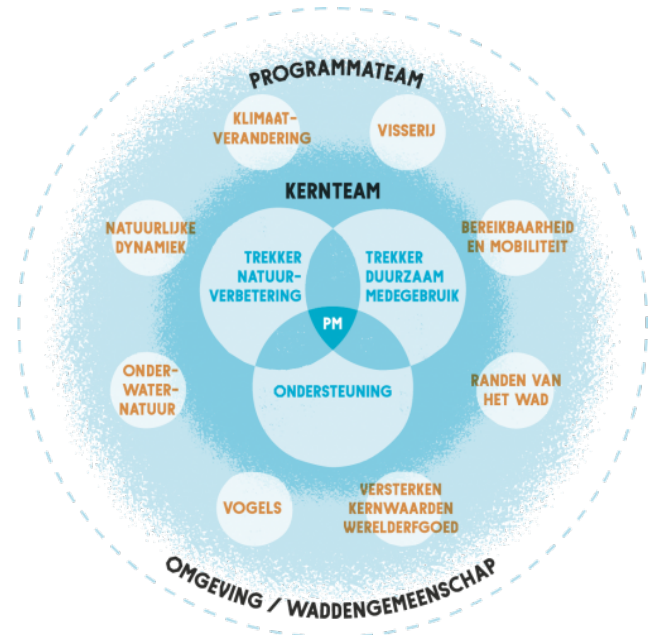 PROGRAMMATEAM
KLIMAAT-
VERANDERING
VISSERIJ
KERNTEAM
NATUURLIJKE
DYNAMIEK
BEREIKBAARHEID
EN MOBILITEIT
TREKKER
NATUUR-
VERBETERING
TREKKER
DUURZAAM
MEDEGEBRUIK
PM
ONDER-
WATER-
NATUUR
ONDERSTEUNING
RANDEN VAN
HET WAD
VOGELS
VERSTERKEN
KERNWAARDEN
WERELDERFGOED
OMGEVING / WADDENGEMEENSCHAP